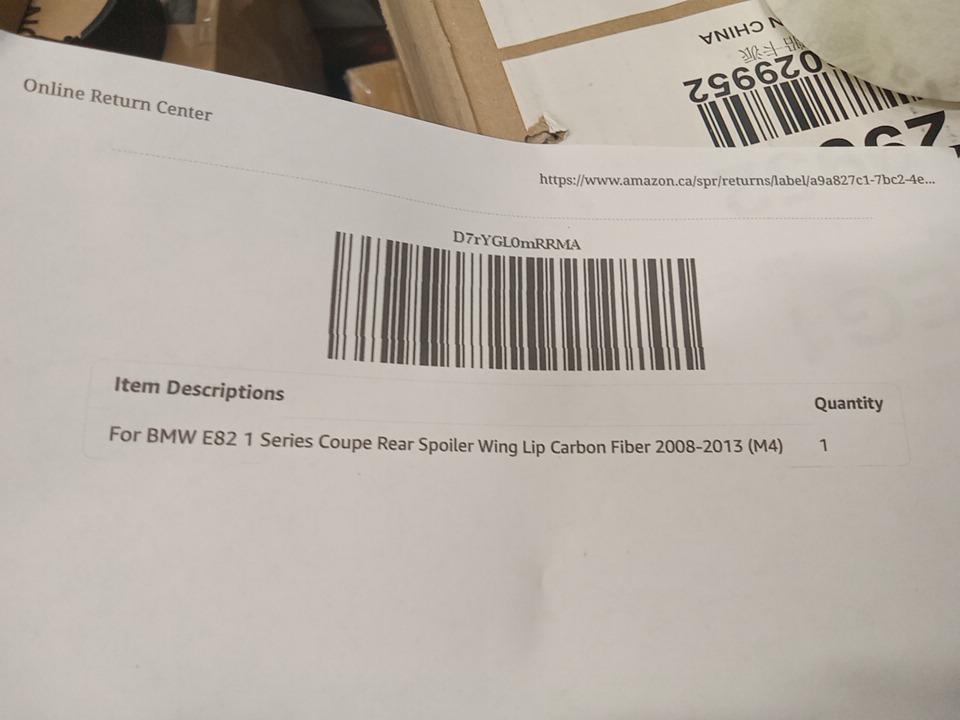 Online Return Center
https://www.amazon.ca/spr/returns/label/a9a827c1-7bc2-4e...
D7rYGL0mRRMA
Item Descriptions
Quantity
For BMW E82 1 Series Coupe Rear Spoiler Wing Lip Carbon Fiber 2008-2013 (M4)
1
N CHINA
029952